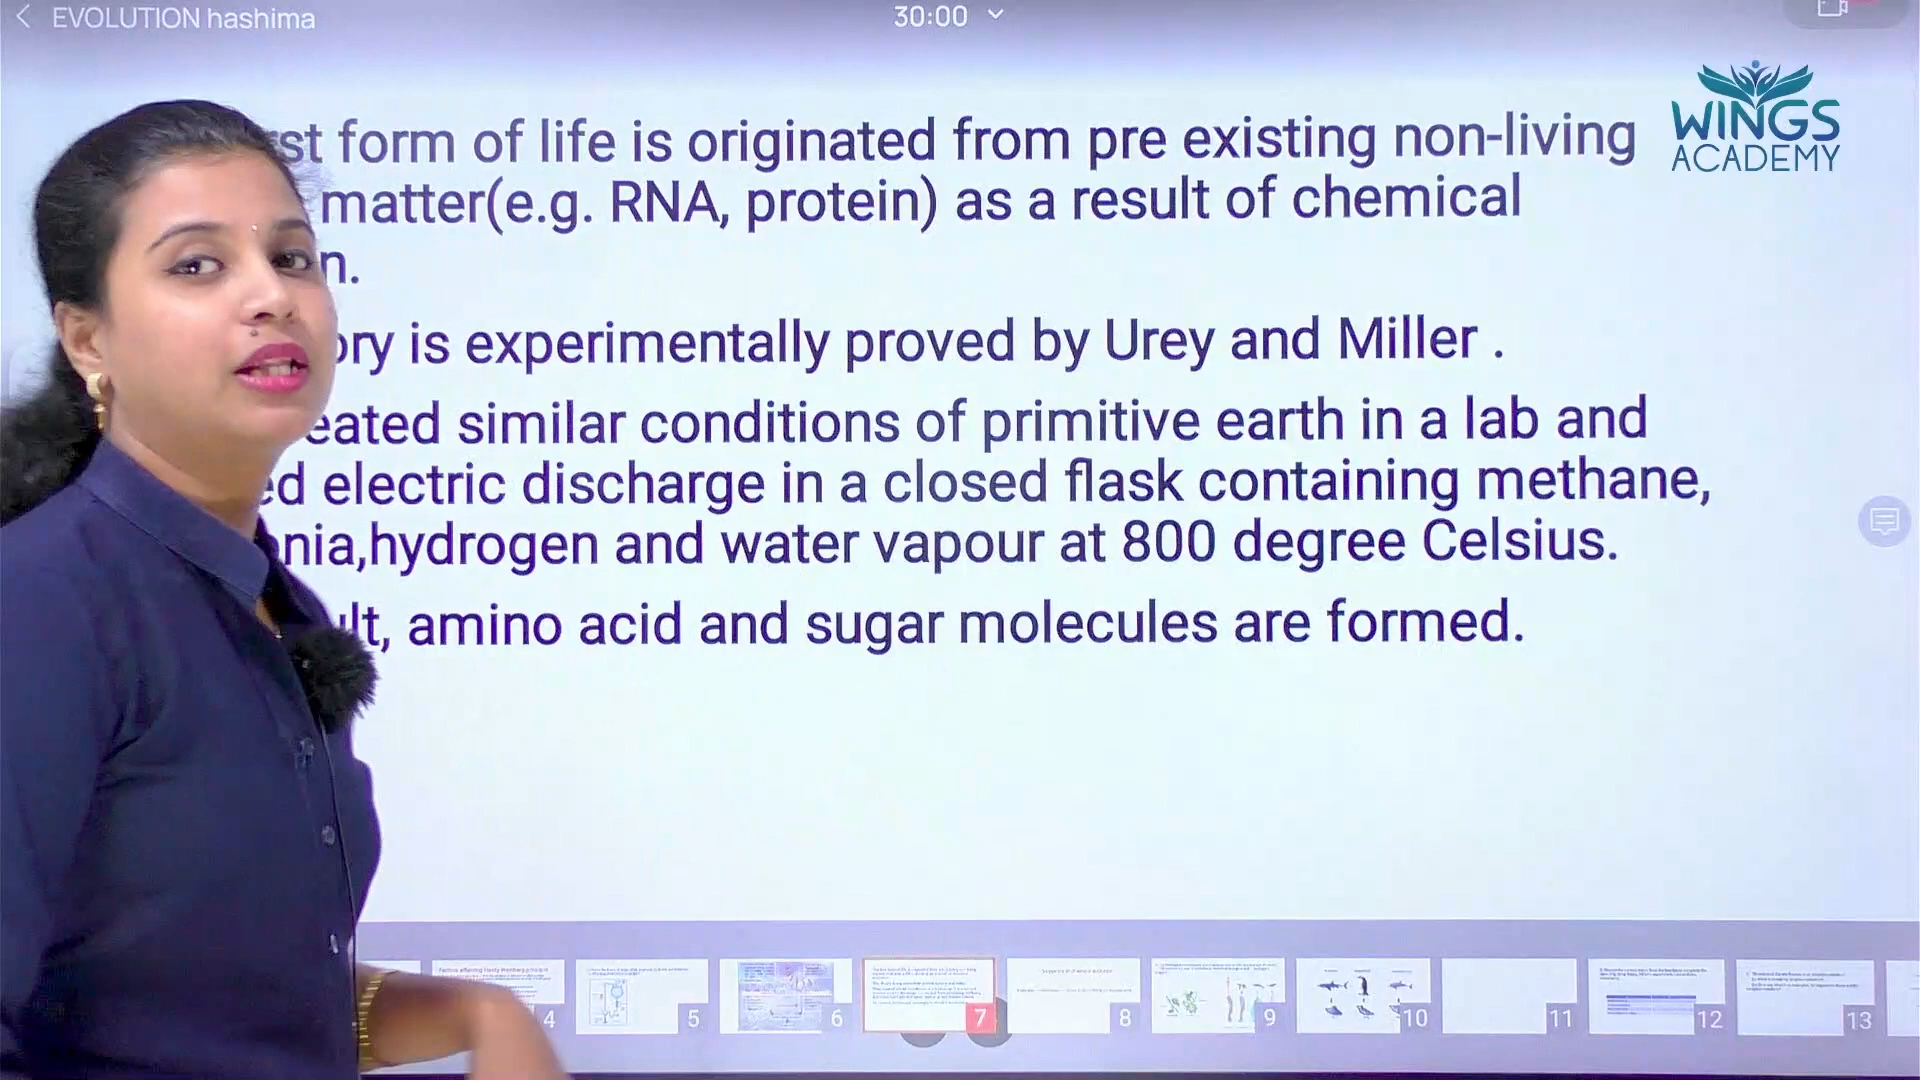 EVOLUTION hashima
30:00
WINGS
ACADEMY
st form of life is originated from pre existing non-living
matter(e.g. RNA, protein) as a result of chemical
n.
ory is experimentally proved by Urey and Miller .
eated similar conditions of primitive earth in a lab and
ed electric discharge in a closed flask containing methane,
nia,hydrogen and water vapour at 800 degree Celsius.
lt, amino acid and sugar molecules are formed.
4
5
6
7
8
9
10
11
12
13